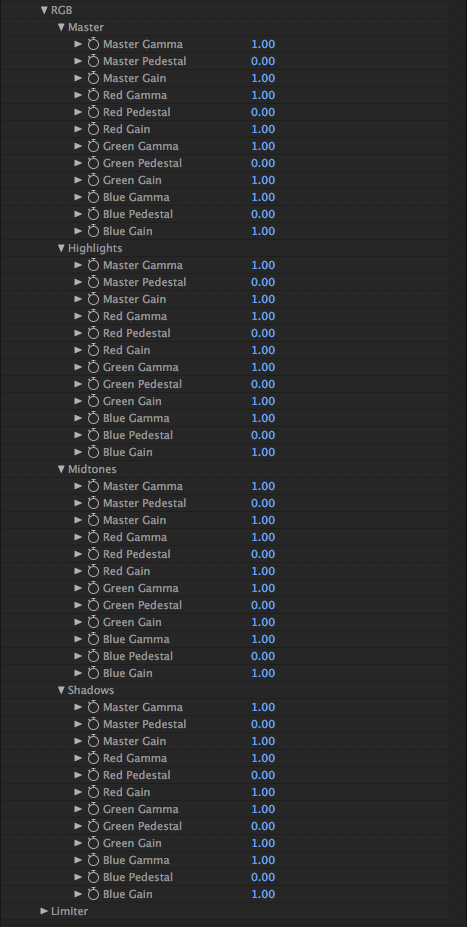 RGB
Master
Master Gamma 1.00
Master Pedestal 0.00
Master Gain 1.00
Red Gamma 1.00
Red Pedestal 0.00
Red Gain 1.00
Green Gamma 1.00
Green Pedestal 0.00
Green Gain 1.00
Blue Gamma 1.00
Blue Pedestal 0.00
Blue Gain 1.00
Highlights
Master Gamma 1.00
Master Pedestal 0.00
Master Gain 1.00
Red Gamma 1.00
Red Pedestal 0.00
Red Gain 1.00
Green Gamma 1.00
Green Pedestal 0.00
Green Gain 1.00
Blue Gamma 1.00
Blue Pedestal 0.00
Blue Gain 1.00
Midtones
Master Gamma 1.00
Master Pedestal 0.00
Master Gain 1.00
Red Gamma 1.00
Red Pedestal 0.00
Red Gain 1.00
Green Gamma 1.00
Green Pedestal 0.00
Green Gain 1.00
Blue Gamma 1.00
Blue Pedestal 0.00
Blue Gain 1.00
Shadows
Master Gamma 1.00
Master Pedestal 0.00
Master Gain 1.00
Red Gamma 1.00
Red Pedestal 0.00
Red Gain 1.00
Green Gamma 1.00
Green Pedestal 0.00
Green Gain 1.00
Blue Gamma 1.00
Blue Pedestal 0.00
Blue Gain 1.00
Limiter